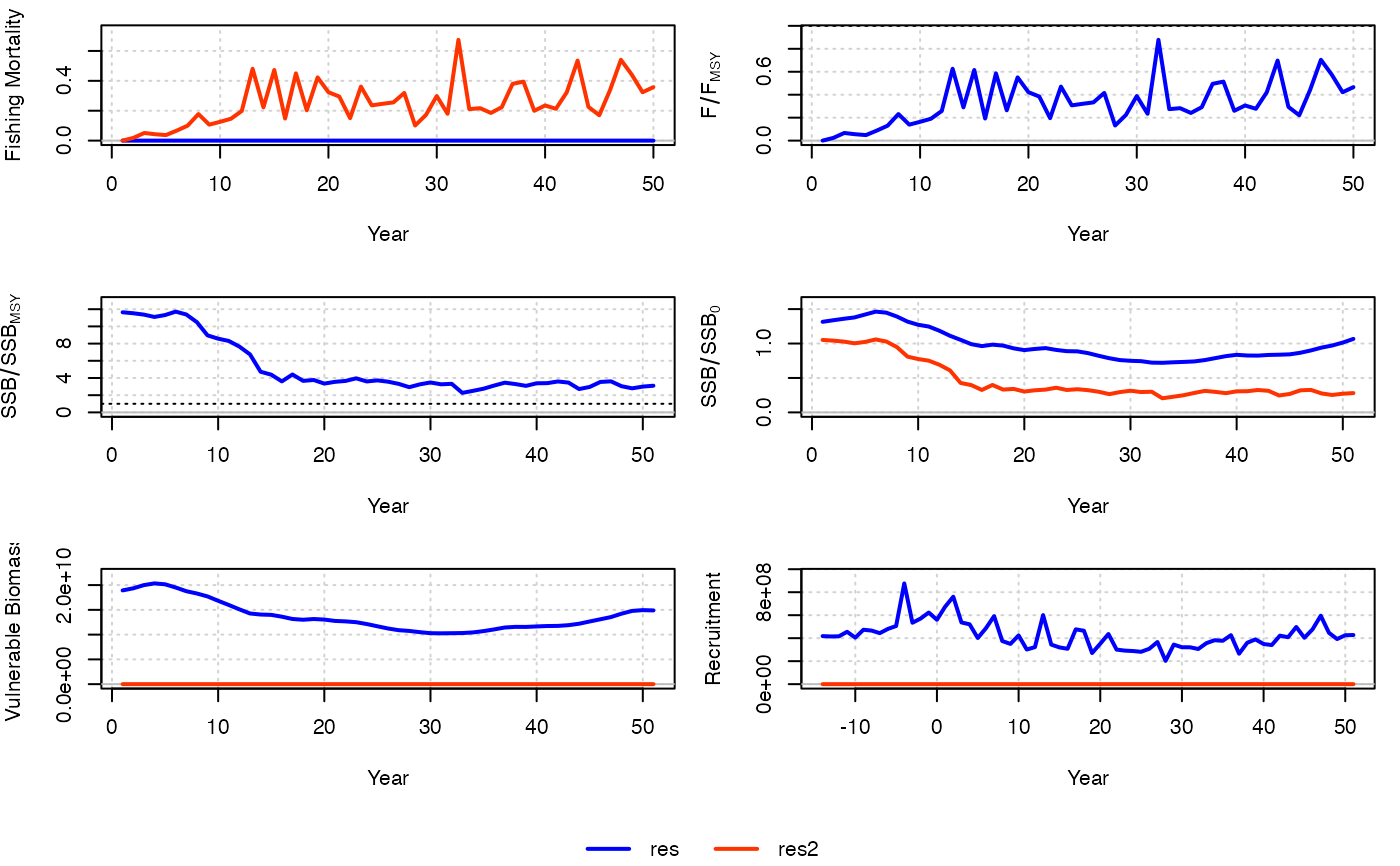 Fishing Mortality
0.0 0.4
0 10 20 30 40 50
Year
F/FMSY
0.0 0.6
0 10 20 30 40 50
Year
SSB/SSBMSY
0 4 8
0 10 20 30 40 50
Year
SSB/SSB0
0.0 1.0
0 10 20 30 40 50
Year
Vulnerable Biomass
0.0e+00 2.0e+10
0 10 20 30 40 50
Year
Recruitment
0e+00 8e+08
-10 0 10 20 30 40 50
Year
res res2